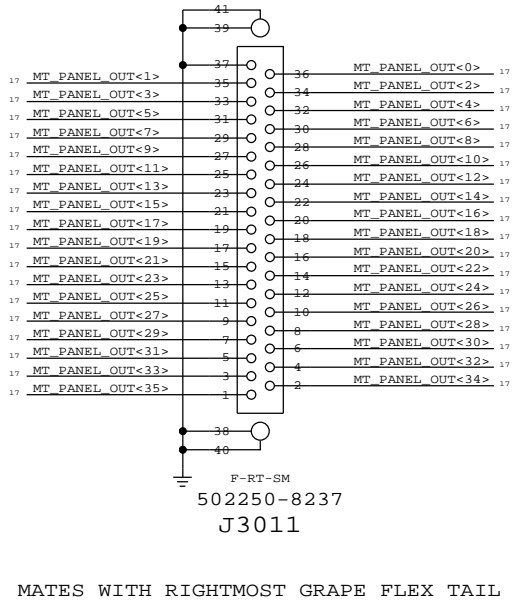 41
39
37
36 MT_PANEL_OUT<0> 17
17 MT_PANEL_OUT<1> 35
34 MT_PANEL_OUT<2> 17
17 MT_PANEL_OUT<3> 33
32 MT_PANEL_OUT<4> 17
17 MT_PANEL_OUT<5> 31
30 MT_PANEL_OUT<6> 17
17 MT_PANEL_OUT<7> 29
28 MT_PANEL_OUT<8> 17
17 MT_PANEL_OUT<9> 27
26 MT_PANEL_OUT<10> 17
17 MT_PANEL_OUT<11> 25
24 MT_PANEL_OUT<12> 17
17 MT_PANEL_OUT<13> 23
22 MT_PANEL_OUT<14> 17
17 MT_PANEL_OUT<15> 21
20 MT_PANEL_OUT<16> 17
17 MT_PANEL_OUT<17> 19
18 MT_PANEL_OUT<18> 17
17 MT_PANEL_OUT<19> 17
16 MT_PANEL_OUT<20> 17
17 MT_PANEL_OUT<21> 15
14 MT_PANEL_OUT<22> 17
17 MT_PANEL_OUT<23> 13
12 MT_PANEL_OUT<24> 17
17 MT_PANEL_OUT<25> 11
10 MT_PANEL_OUT<26> 17
17 MT_PANEL_OUT<27> 9
8 MT_PANEL_OUT<28> 17
17 MT_PANEL_OUT<29> 7
6 MT_PANEL_OUT<30> 17
17 MT_PANEL_OUT<31> 5
4 MT_PANEL_OUT<32> 17
17 MT_PANEL_OUT<33> 3
2 MT_PANEL_OUT<34> 17
17 MT_PANEL_OUT<35> 1
38
40
F-RT-SM
502250-8237
J3011
MATES WITH RIGHTMOST GRAPE FLEX TAIL